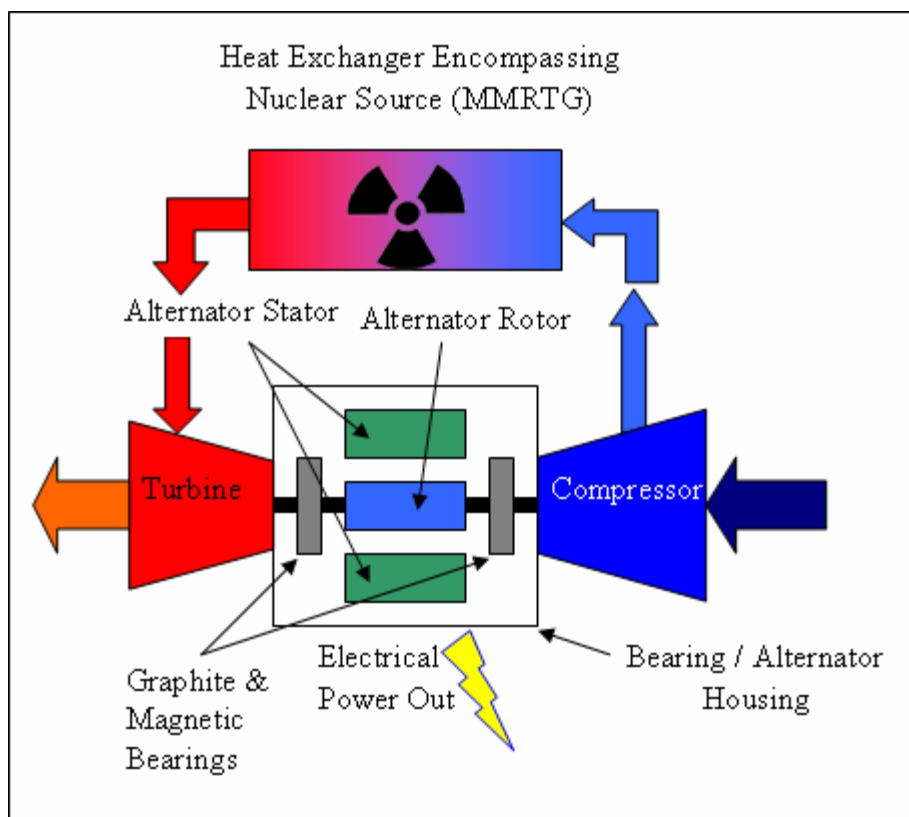 Heat Exchanger Encompassing
Nuclear Source (MMRTG)
Alternator Stator
Alternator Rotor
Turbine
Compressor
Graphite &
Magnetic
Bearings
Electrical
Power Out
Bearing / Alternator
Housing